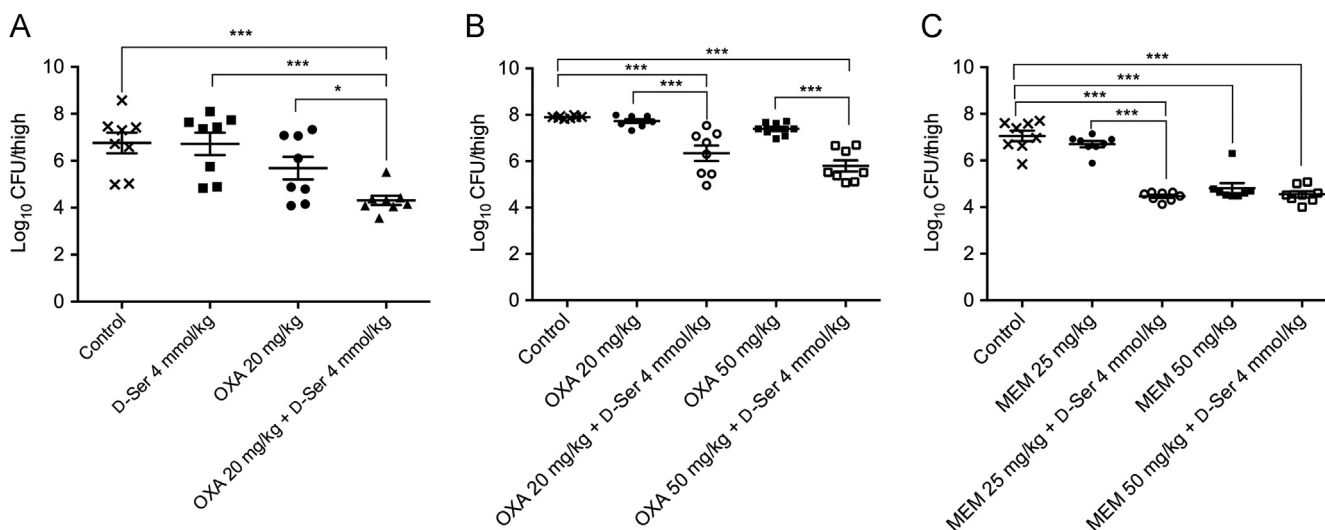 A
***
***
*
Log10 CFU/thigh
10
8
6
4
2
0
Control
D-Ser 4 mmol/kg
OXA 20 mg/kg
OXA 20 mg/kg + D-Ser 4 mmol/kg
B
***
***
***
***
Log10 CFU/thigh
10
8
6
4
2
0
Control
OXA 20 mg/kg
OXA 20 mg/kg + D-Ser 4 mmol/kg
OXA 50 mg/kg
OXA 50 mg/kg + D-Ser 4 mmol/kg
C
***
***
***
***
Log10 CFU/thigh
10
8
6
4
2
0
Control
MEM 25 mg/kg
MEM 25 mg/kg + D-Ser 4 mmol/kg
MEM 50 mg/kg
MEM 50 mg/kg + D-Ser 4 mmol/kg